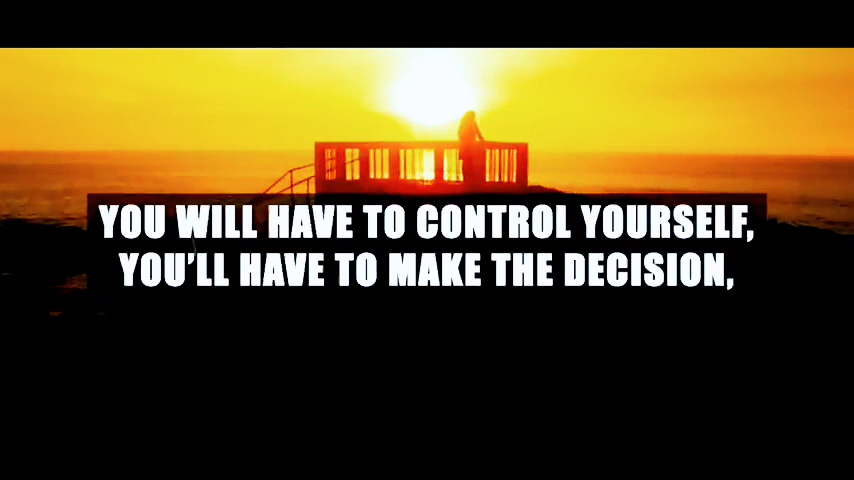 YOU WILL HAVE TO CONTROL YOURSELF,
YOU'LL HAVE TO MAKE THE DECISION,